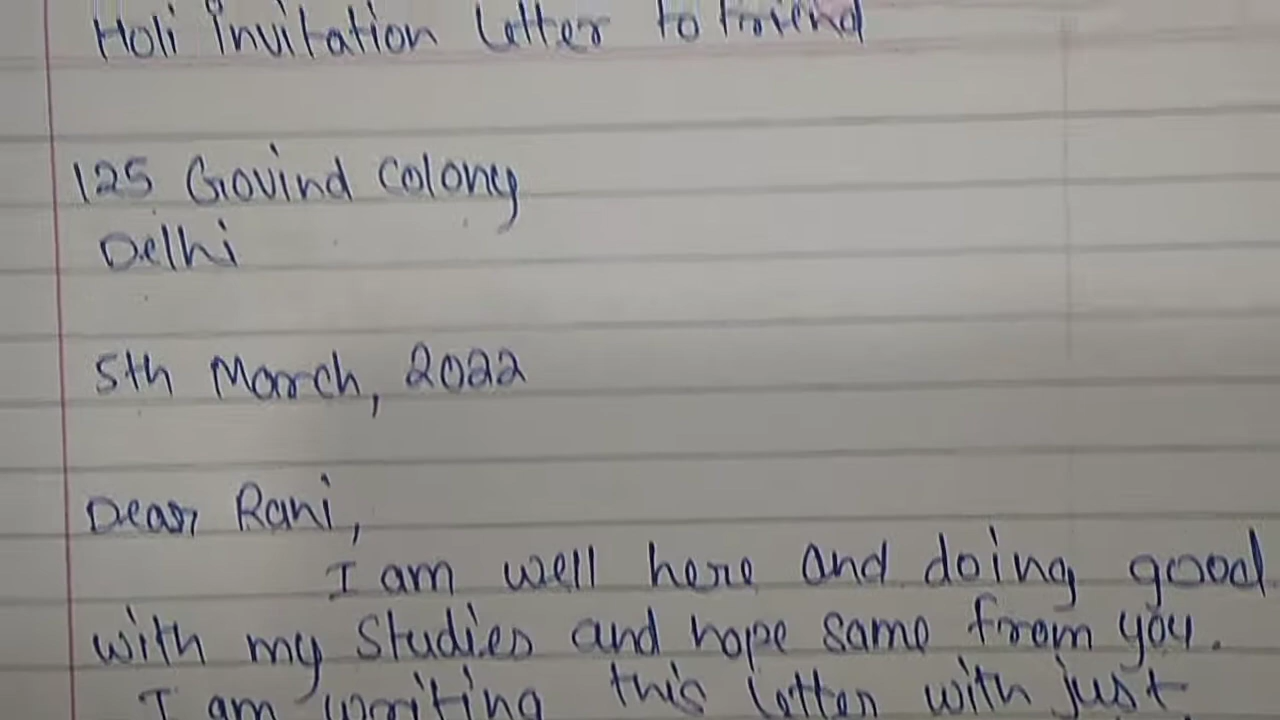 Holi Invitation Letter to friend
125 Govind Colony
Delhi
5th March, 2022
Dear Rani,
I am well here and doing good
with my studies and hope same from you.
I am writing this letter with just